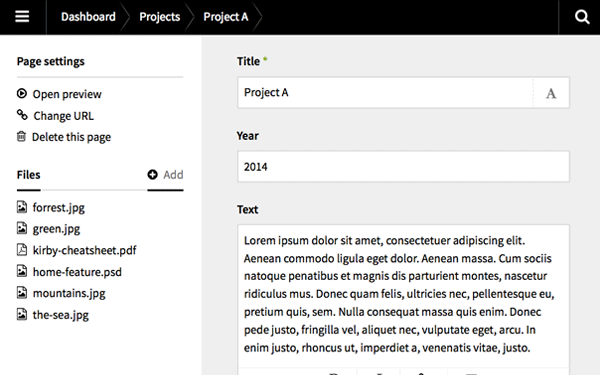 Dashboard Projects Project A
Page settings
Open preview
Change URL
Delete this page
Files Add
forrest.jpg
green.jpg
kirby-cheatsheet.pdf
home-feature.psd
mountains.jpg
the-sea.jpg
Title *
Project A A
Year
2014
Text
Lorem ipsum dolor sit amet, consectetuer adipiscing elit.
Aenean commodo ligula eget dolor. Aenean massa. Cum sociis
natoque penatibus et magnis dis parturient montes, nascetur
ridiculus mus. Donec quam felis, ultricies nec, pellentesque eu,
pretium quis, sem. Nulla consequat massa quis enim. Donec
pede justo, fringilla vel, aliquet nec, vulputate eget, arcu. In
enim justo, rhoncus ut, imperdiet a, venenatis vitae, justo.